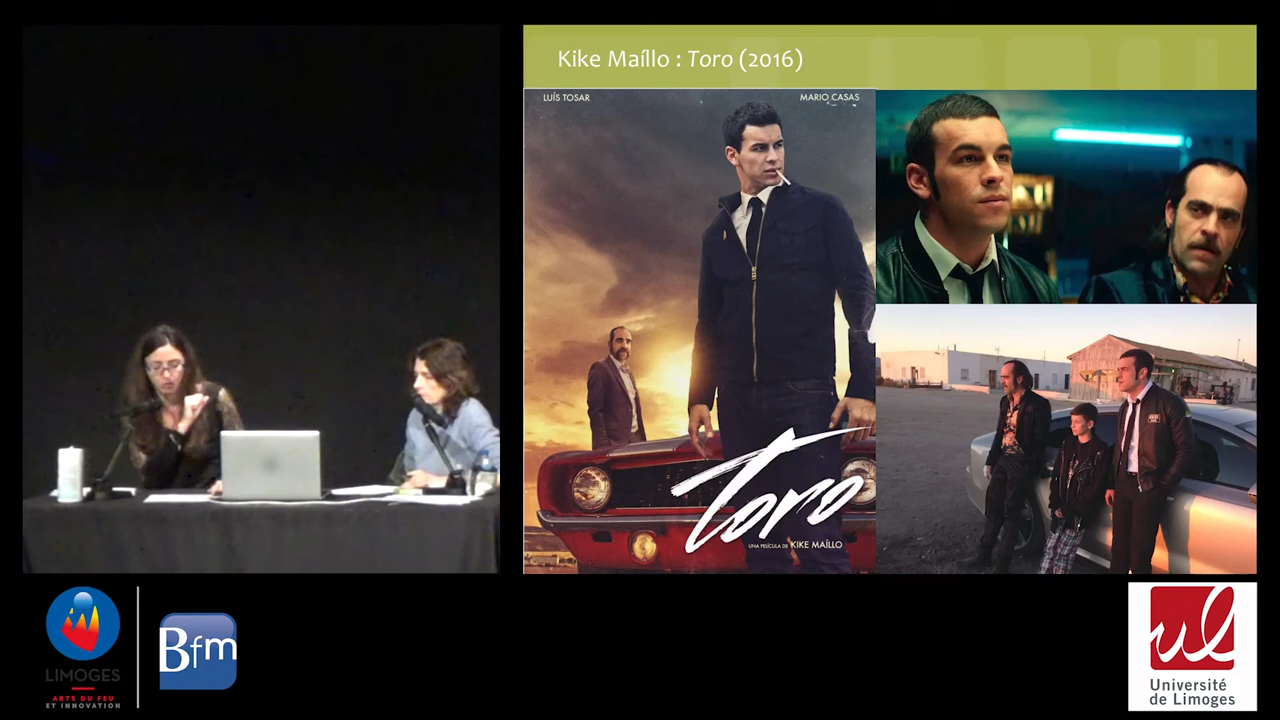 Kike Maíllo : Toro (2016)
LUÍS TOSAR
MARIO CASAS
Toro
UNA PELÍCULA DE KIKE MAÍLLO
LIMOGES
ARTS DU FEU
ET INNOVATION
Bfm
ul
Université
de Limoges